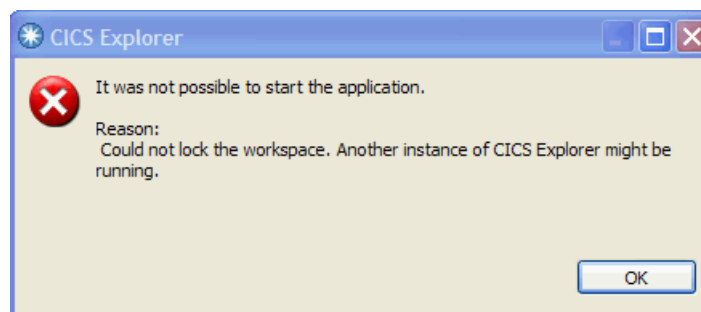 CICS Explorer
It was not possible to start the application.
Reason:
Could not lock the workspace. Another instance of CICS Explorer might be
running.
OK